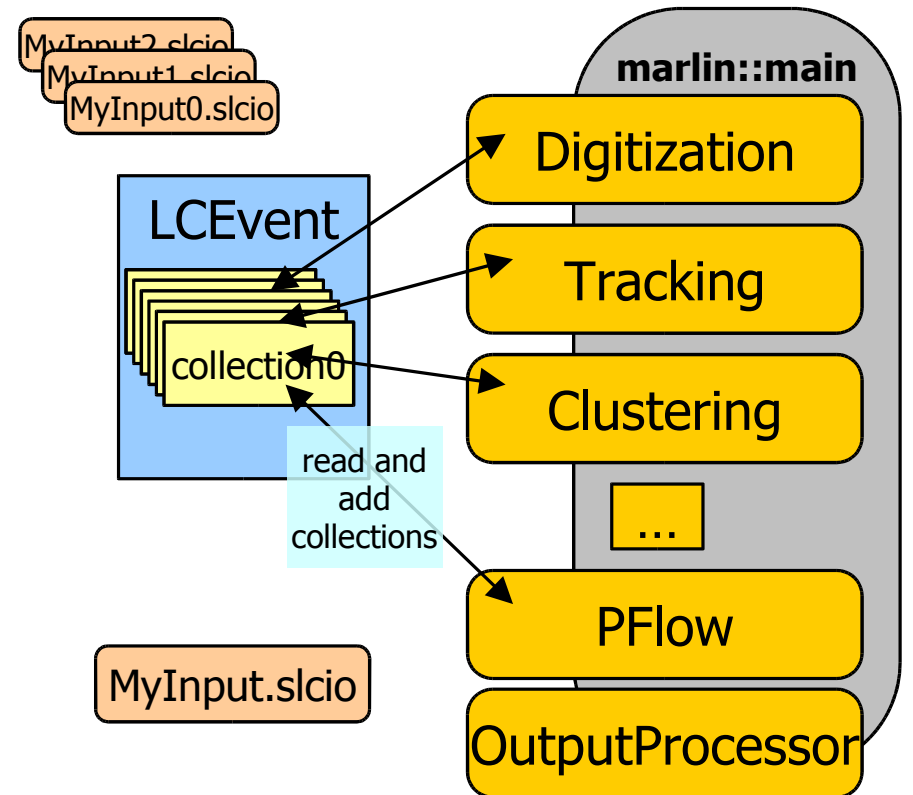 MyInput2.slcio
MyInput1.slcio
MyInput0.slcio
marlin::main
Digitization
LCEvent
Tracking
collection0
Clustering
read and
add
collections
...
PFlow
MyInput.slcio
OutputProcessor